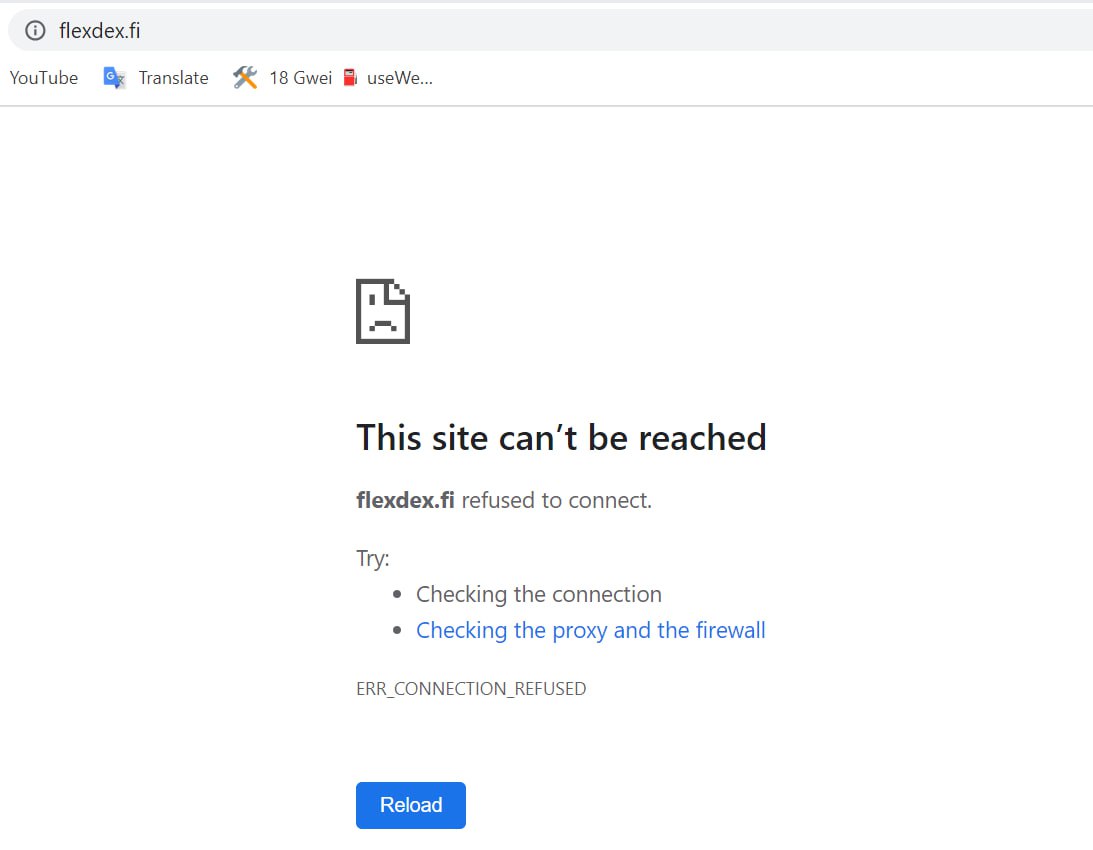 flexdex.fi
YouTube Translate 18 Gwei useWe...
This site can’t be reached
flexdex.fi refused to connect.
Try:
• Checking the connection
• Checking the proxy and the firewall
ERR_CONNECTION_REFUSED
Reload